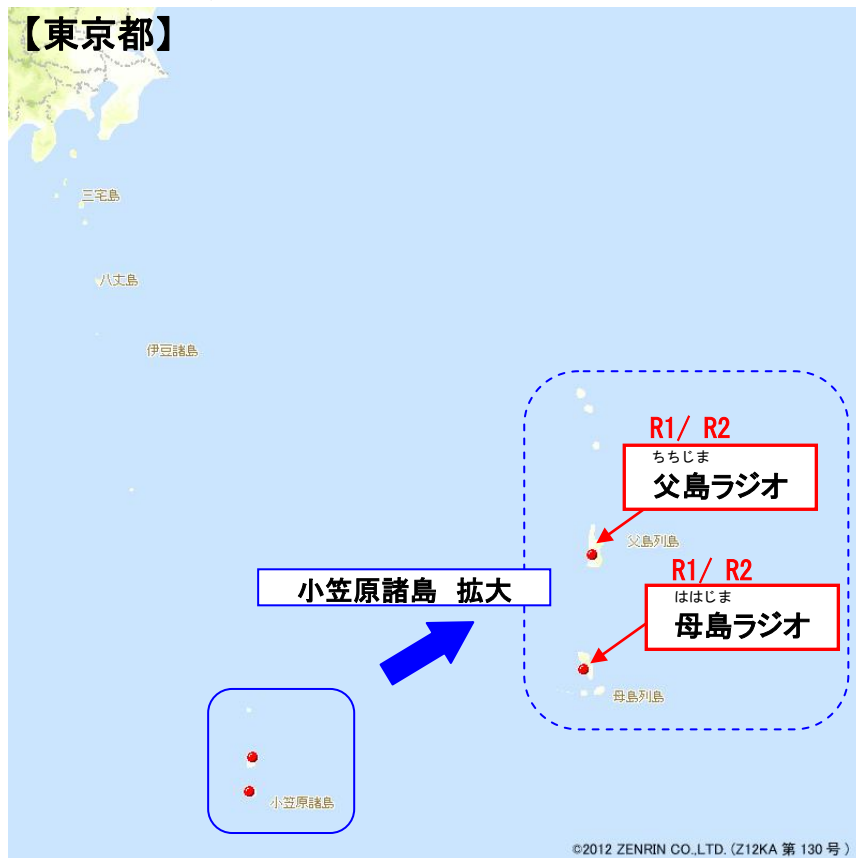 【東京都】
三宅島
八丈島
伊豆諸島
R1/ R2
ちちじま
父島ラジオ
父島列島
R1/ R2
ははじま
母島ラジオ
母島列島
小笠原諸島 拡大
小笠原諸島
©2012 ZENRIN CO.,LTD. (Z12KA 第 130 号 )